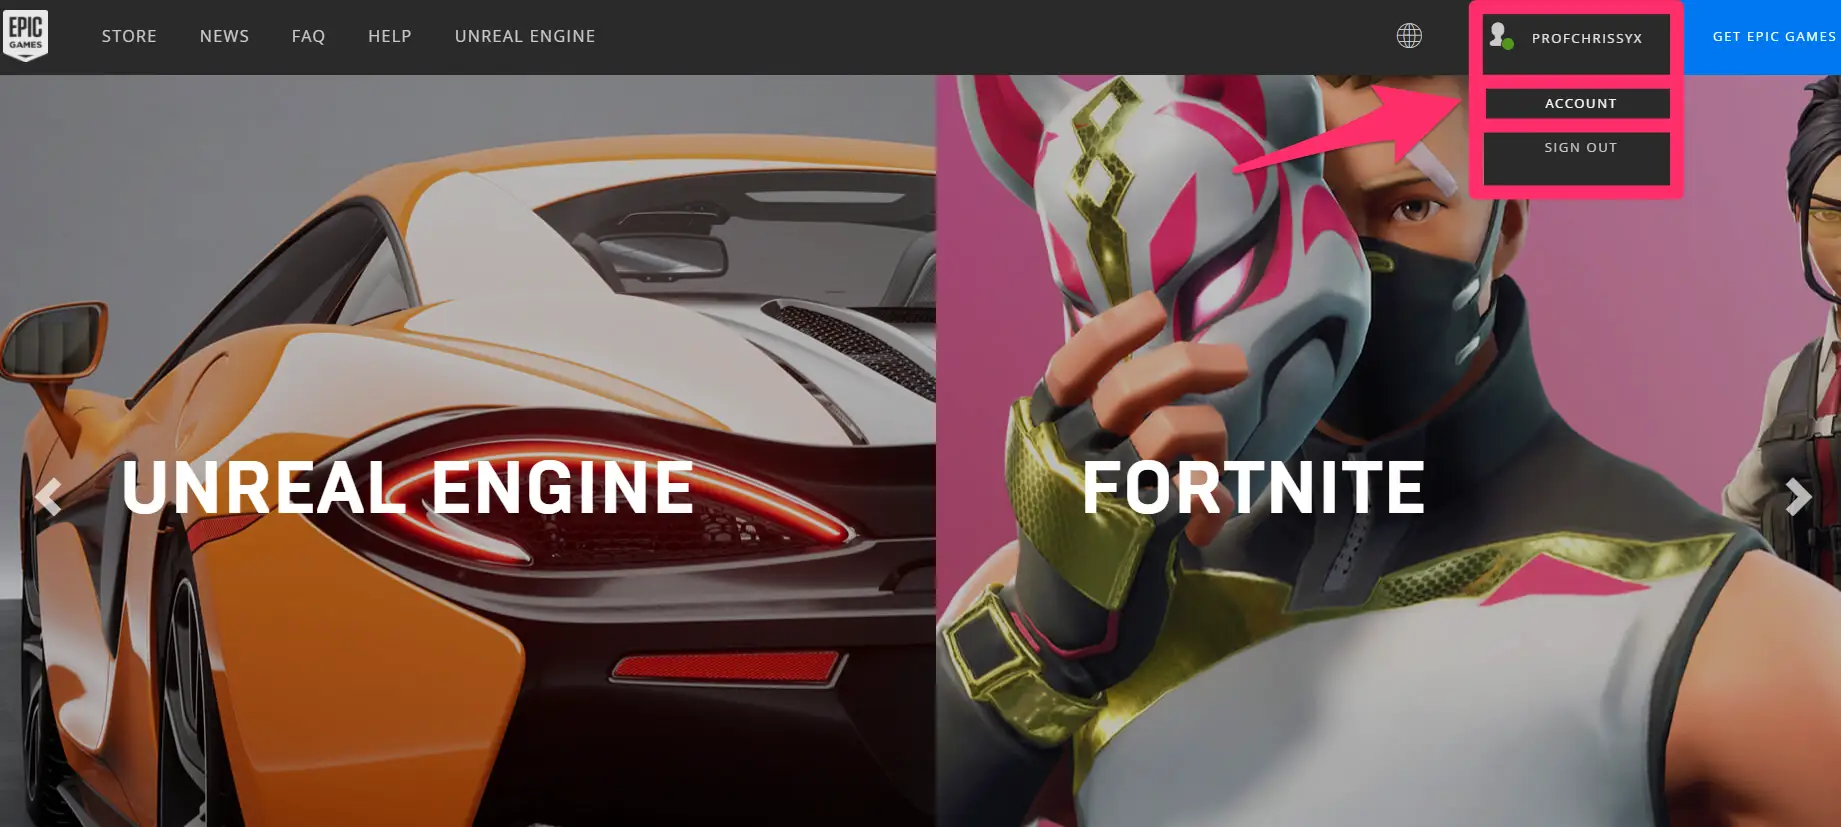 EPIC
GAMES
STORE
NEWS
FAQ
HELP
UNREAL ENGINE
PROFCHRISSYX
GET EPIC GAMES
ACCOUNT
SIGN OUT
UNREAL ENGINE
FORTNITE